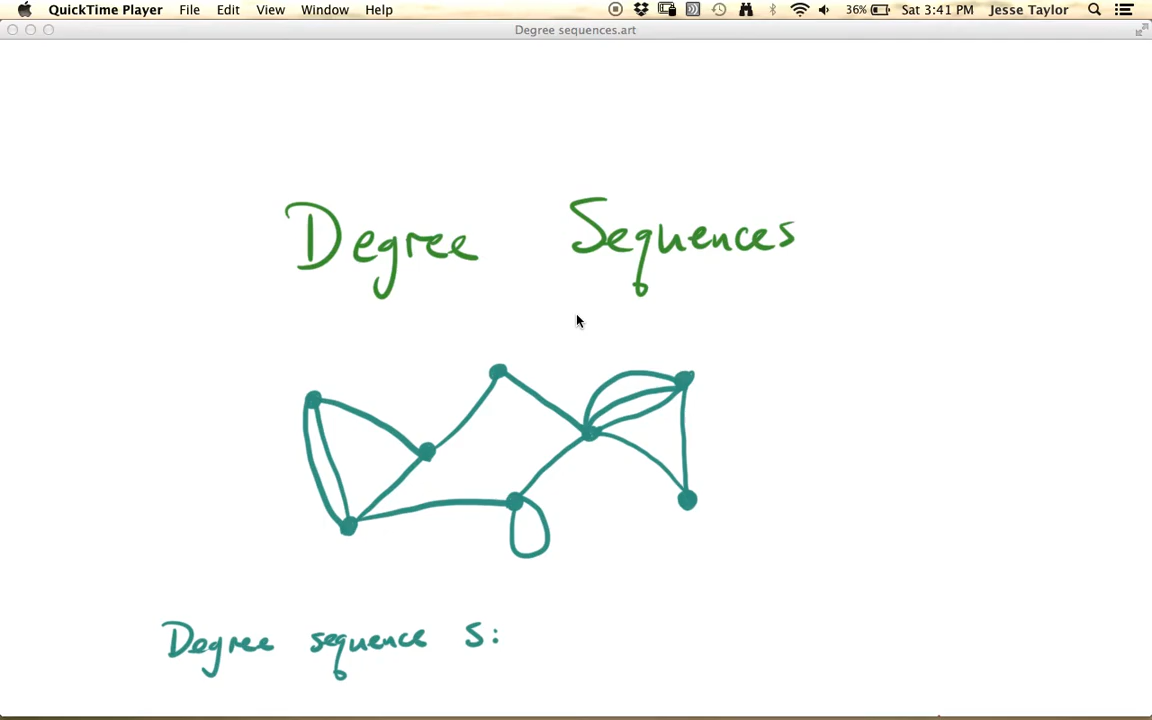 QuickTime Player File Edit View Window Help 36% Sat 3:41 PM Jesse Taylor
Degree sequences.art
Degree Sequences
Degree sequence S: